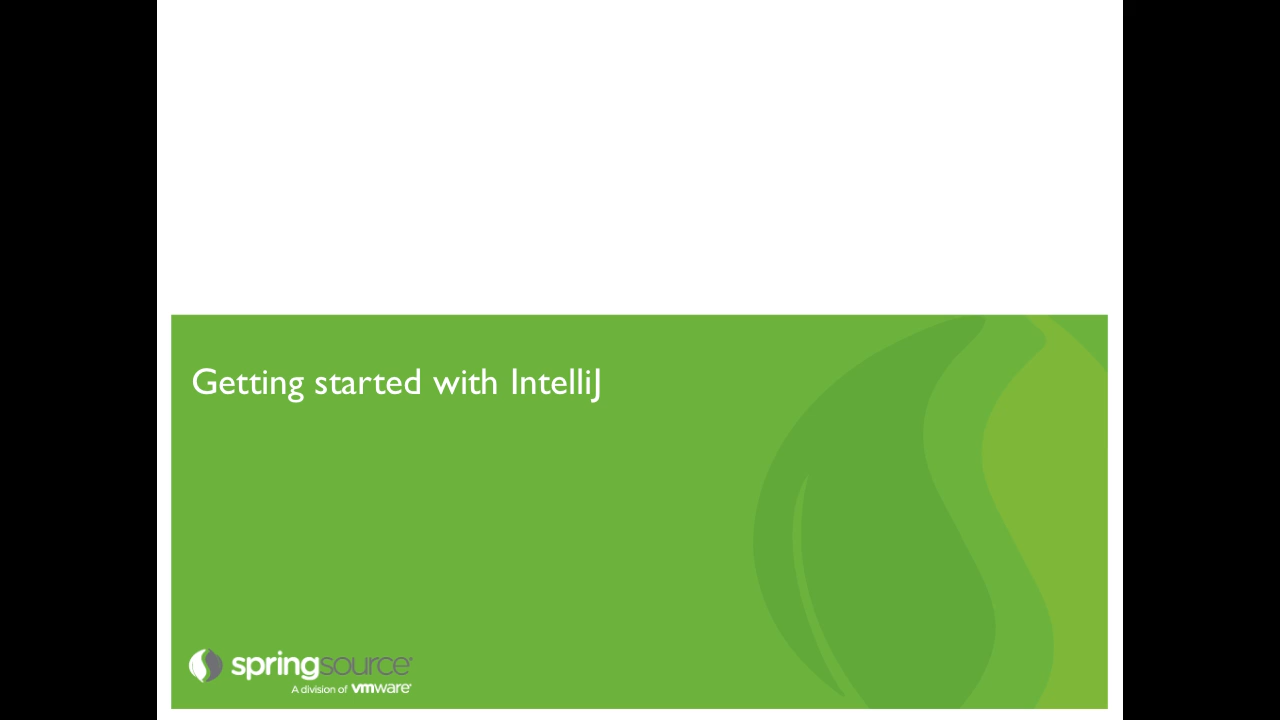 Getting started with IntelliJ
springsource
A division of vmware